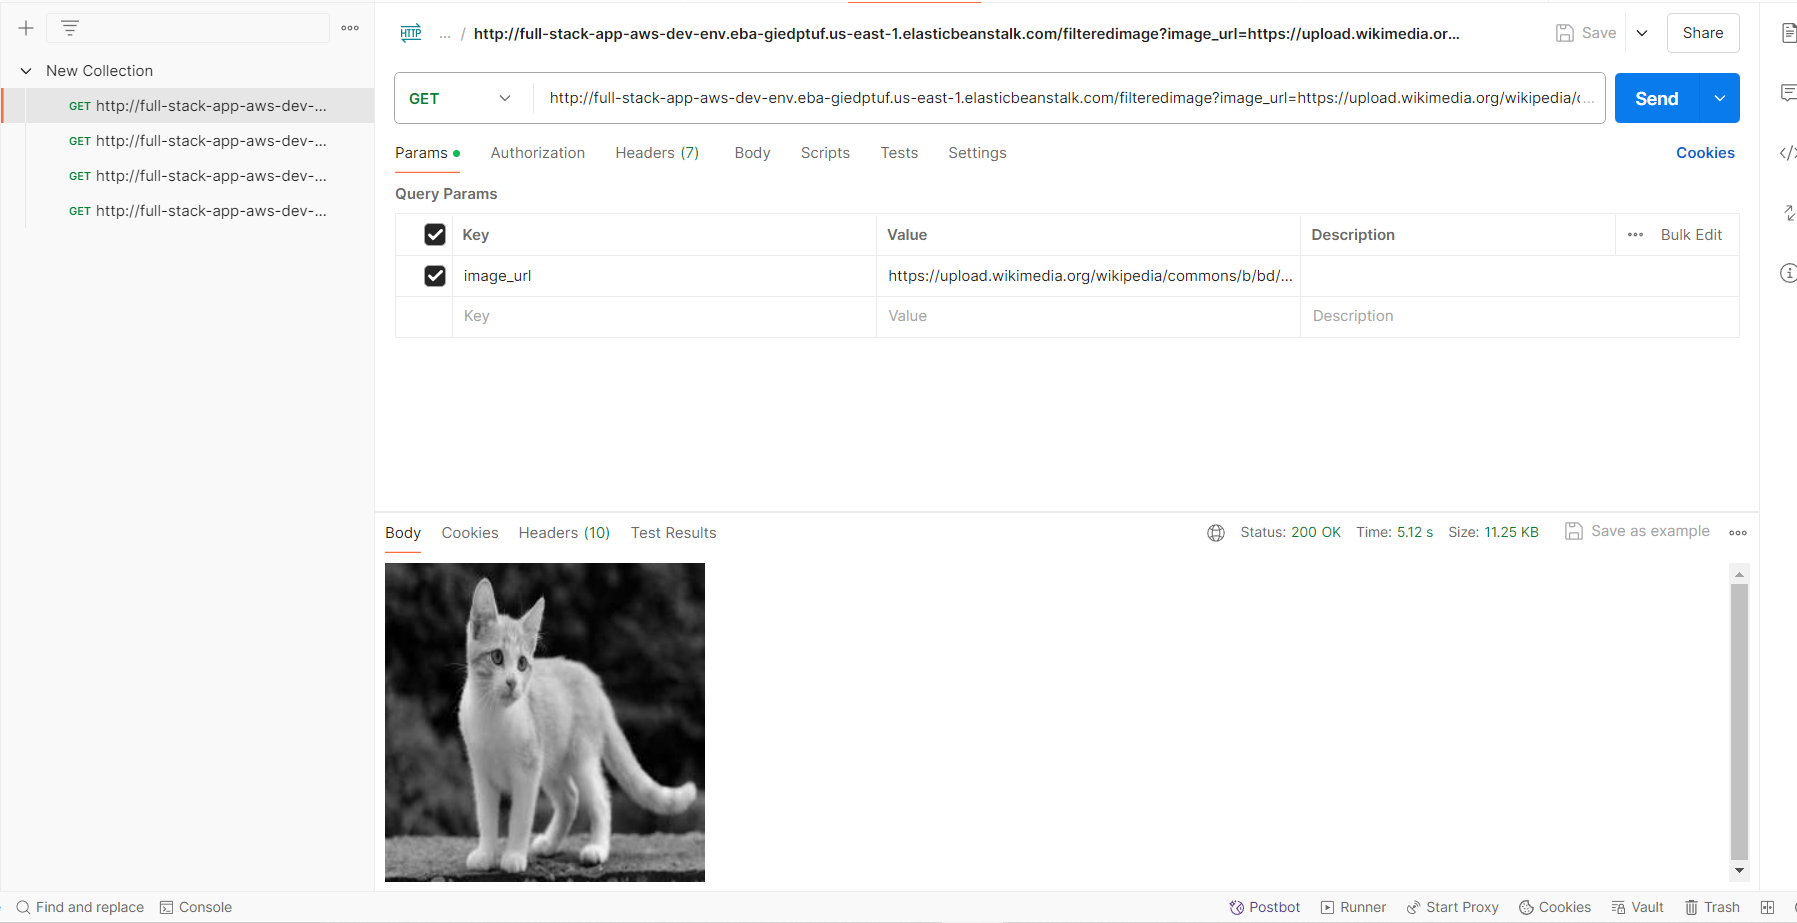 HTTP ... / http://full-stack-app-aws-dev-env.eba-giedptuf.us-east-1.elasticbeanstalk.com/filteredimage?image_url=https://upload.wikimedia.or... Save Share
New Collection
GET http://full-stack-app-aws-dev-...
GET http://full-stack-app-aws-dev-...
GET http://full-stack-app-aws-dev-...
GET http://full-stack-app-aws-dev-...
GET http://full-stack-app-aws-dev-env.eba-giedptuf.us-east-1.elasticbeanstalk.com/filteredimage?image_url=https://upload.wikimedia.org/wikipedia/c... Send
Params Authorization Headers (7) Body Scripts Tests Settings Cookies
Query Params
Key Value Description Bulk Edit
image_url https://upload.wikimedia.org/wikipedia/commons/b/bd/...
Key Value Description
Body Cookies Headers (10) Test Results Status: 200 OK Time: 5.12 s Size: 11.25 KB Save as example
Find and replace Console Postbot Runner Start Proxy Cookies Vault Trash